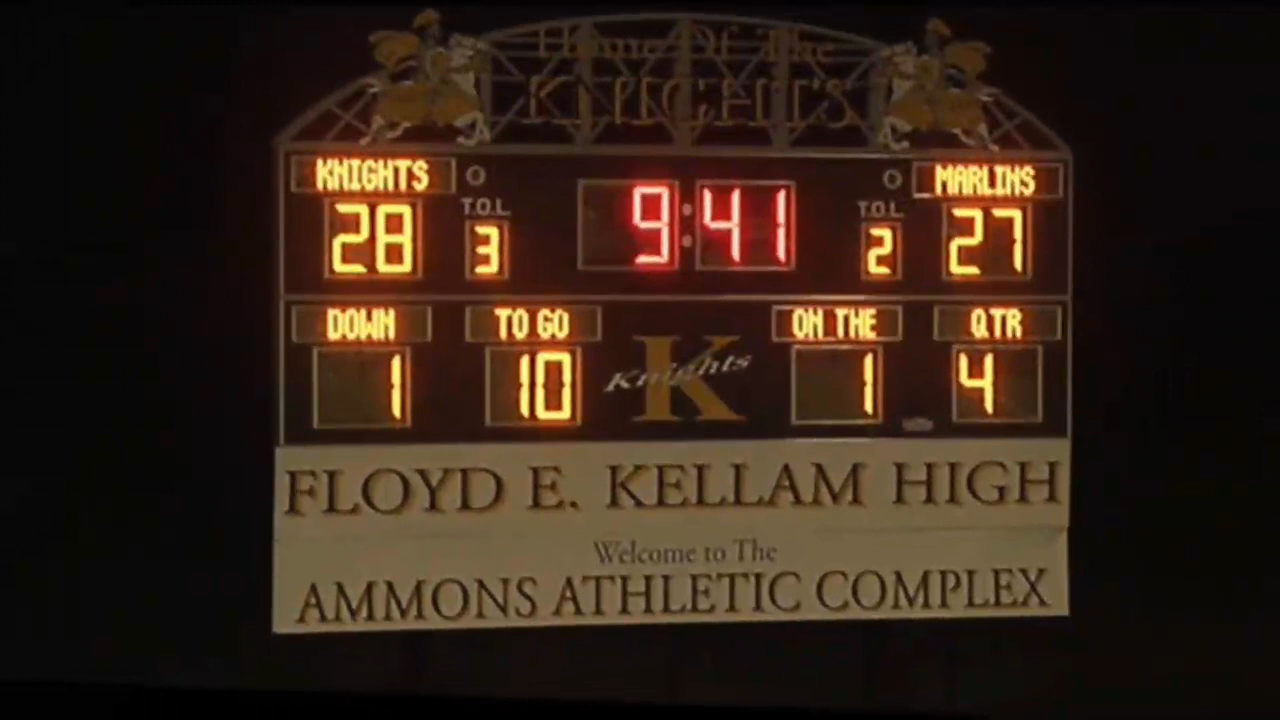 Home Of The
KNIGHTS
KNIGHTS
MARLINS
T.O.L.
9:41
T.O.L.
28
3
2
27
DOWN
TO GO
ON THE
QTR
1
10
K
Knights
1
4
FLOYD E. KELLAM HIGH
Welcome to The
AMMONS ATHLETIC COMPLEX